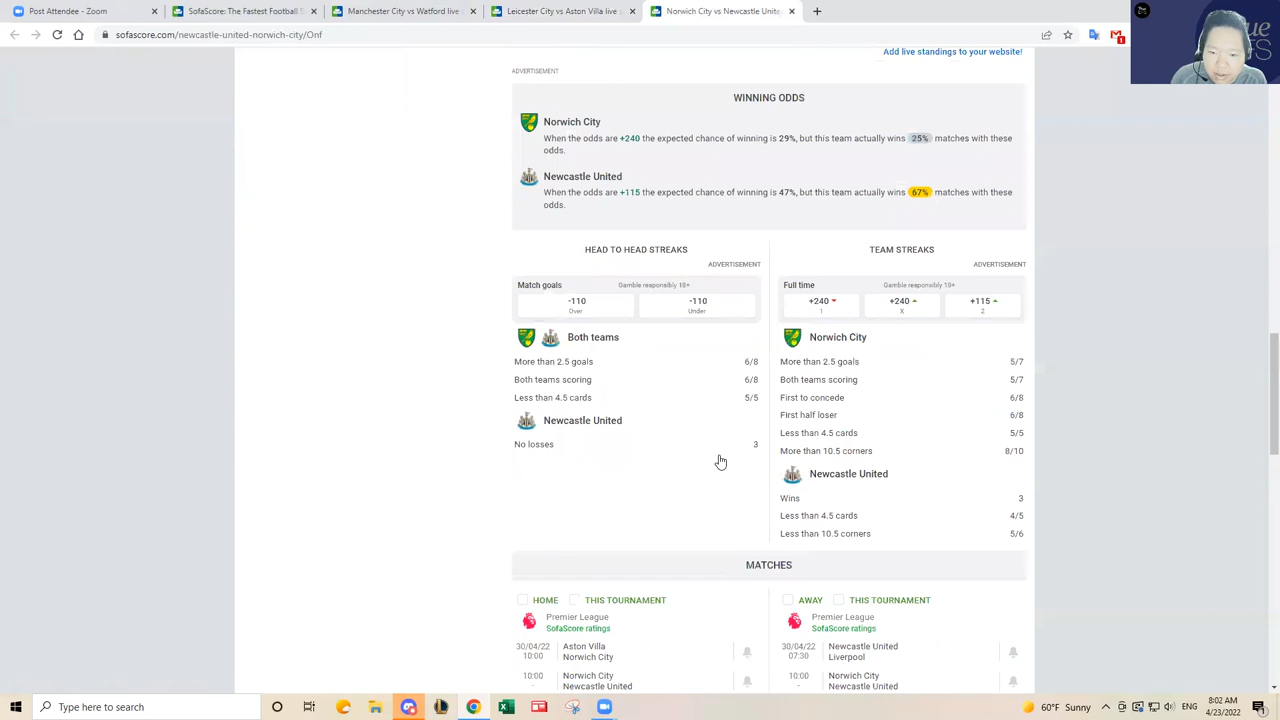 Post Attendee - Zoom
SofaScore: The Fastest Football S
Manchester City vs Watford live
Leicester City vs Aston Villa live s
Norwich City vs Newcastle United
sofascore.com/newcastle-united-norwich-city/Onf
1
Add live standings to your website!
ADVERTISEMENT
WINNING ODDS
Norwich City
When the odds are +240 the expected chance of winning is 29%, but this team actually wins 25% matches with these
odds.
Newcastle United
When the odds are +115 the expected chance of winning is 47%, but this team actually wins 67% matches with these
odds.
HEAD TO HEAD STREAKS
ADVERTISEMENT
Match goals
Gamble responsibly 18+
-110
Over
-110
Under
Both teams
More than 2.5 goals 6/8
Both teams scoring 6/8
Less than 4.5 cards 5/5
Newcastle United
No losses 3
TEAM STREAKS
ADVERTISEMENT
Full time
Gamble responsibly 18+
+240
1
+240
X
+115
2
Norwich City
More than 2.5 goals 5/7
Both teams scoring 5/7
First to concede 6/8
First half loser 6/8
Less than 4.5 cards 5/5
More than 10.5 corners 8/10
Newcastle United
Wins 3
Less than 4.5 cards 4/5
Less than 10.5 corners 5/6
MATCHES
HOME
THIS TOURNAMENT
Premier League
SofaScore ratings
30/04/22 Aston Villa
10:00 Norwich City
10:00 Norwich City
- Newcastle United
AWAY
THIS TOURNAMENT
Premier League
SofaScore ratings
30/04/22 Newcastle United
07:30 Liverpool
10:00 Norwich City
- Newcastle United
Type here to search
60°F Sunny
8:02 AM
4/23/2022